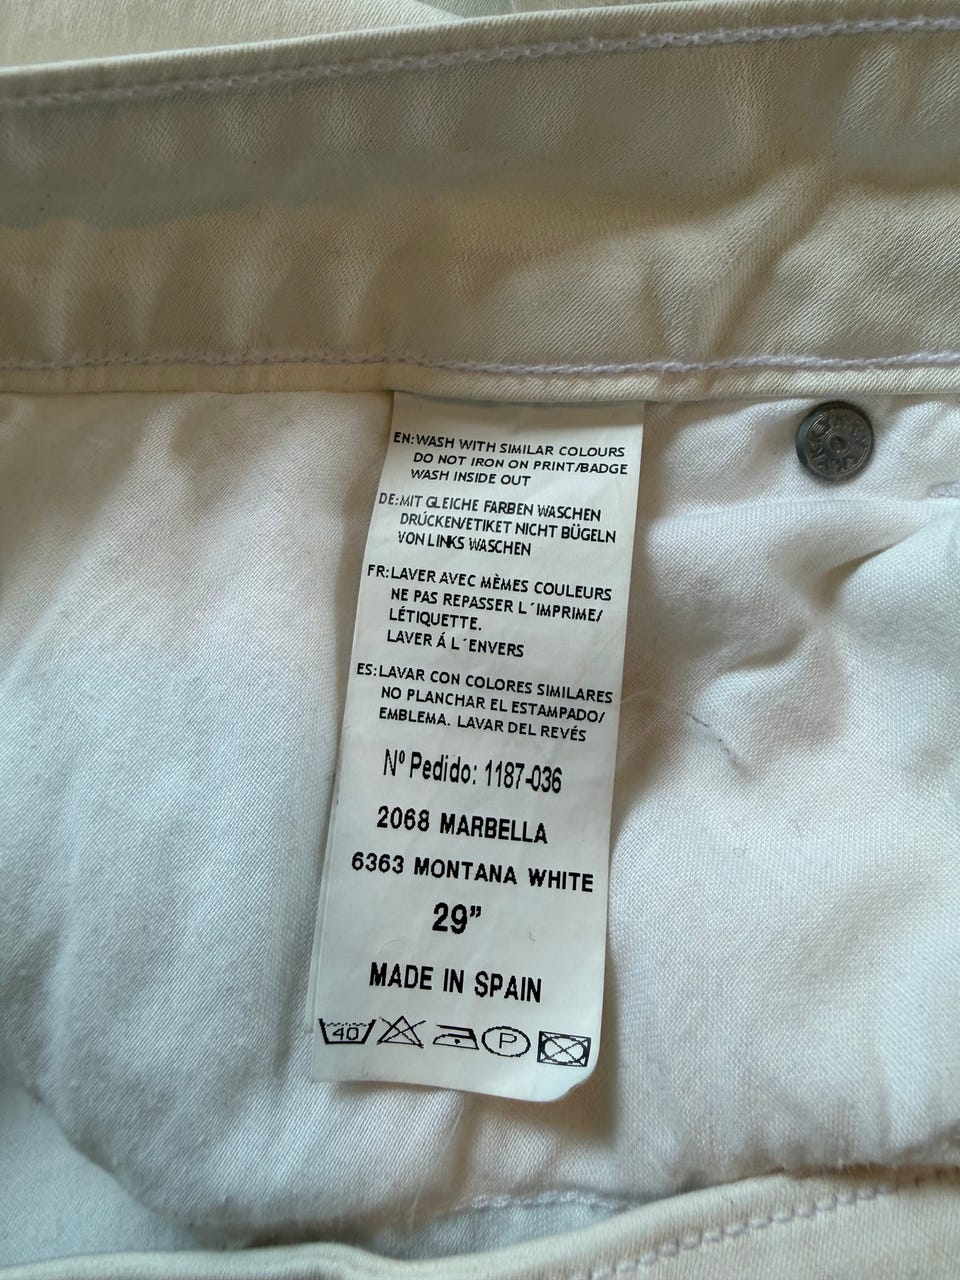 EN:WASH WITH SIMILAR COLOURS
DO NOT IRON ON PRINT/BADGE
WASH INSIDE OUT
DE:MIT GLEICHE FARBEN WASCHEN
DRÜCKEN/ETIKET NICHT BÜGELN
VON LINKS WASCHEN
FR:LAVER AVEC MÈMES COULEURS
NE PAS REPASSER L´IMPRIME/
LÉTIQUETTE.
LAVER Á L´ENVERS
ES:LAVAR CON COLORES SIMILARES
NO PLANCHAR EL ESTAMPADO/
EMBLEMA. LAVAR DEL REVÉS
Nº Pedido: 1187-036
2068 MARBELLA
6363 MONTANA WHITE
29”
MADE IN SPAIN
40 P